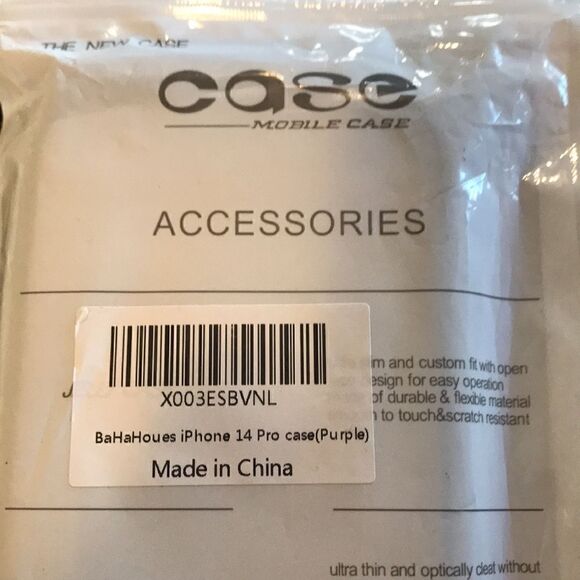 THE NEW CASE
case
MOBILE CASE
ACCESSORIES
X003ESBVNL
BaHaHoues iPhone 14 Pro case(Purple)
Made in China
and custom fit with open
design for easy operation
of durable & flexible material
to touch&scratch resistant
ultra thin and optically deat without